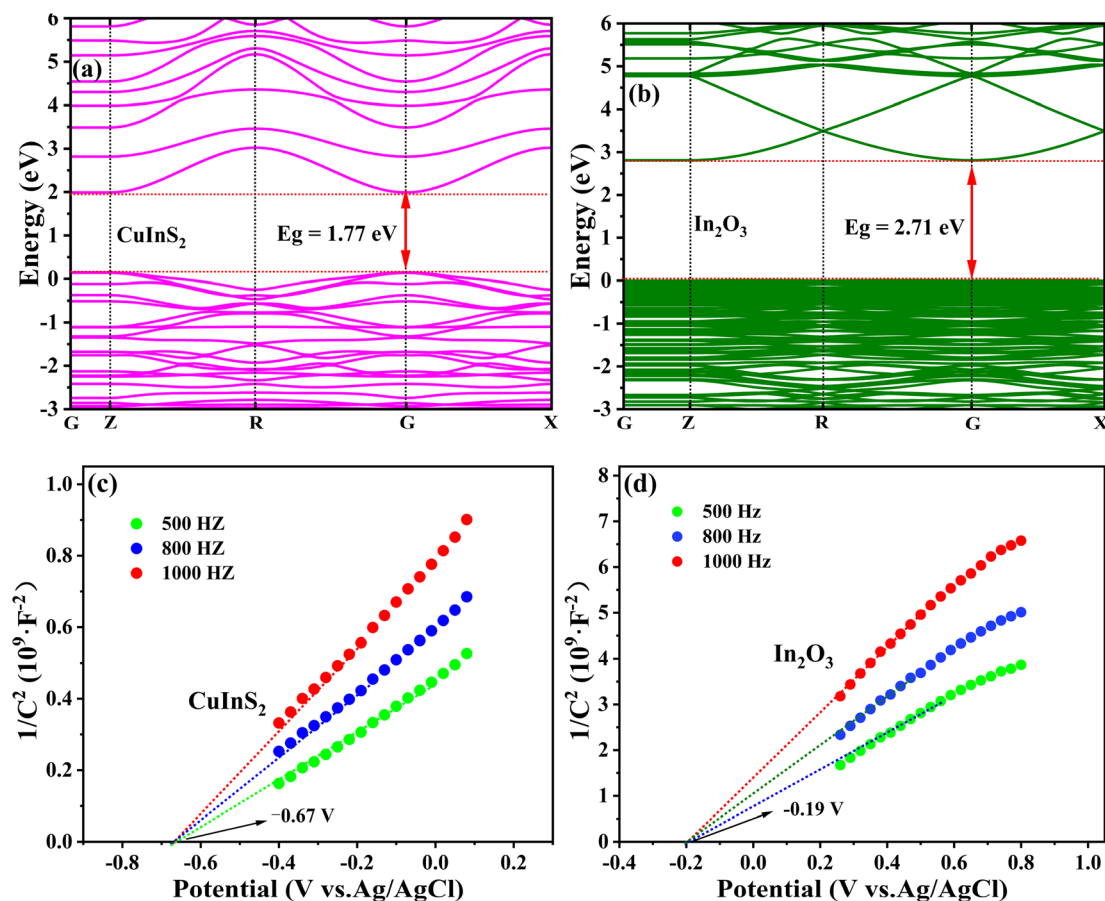 (a)
Energy (eV)
6
5
4
3
2
1
0
-1
-2
-3
CuInS₂
Eg = 1.77 eV
G Z R G X
(b)
Energy (eV)
6
5
4
3
2
1
0
-1
-2
-3
In₂O₃
Eg = 2.71 eV
G Z R G X
(c)
1/C² (10⁹·F⁻²)
1.0
0.8
0.6
0.4
0.2
0.0
500 HZ
800 HZ
1000 HZ
CuInS₂
−0.67 V
-0.8 -0.6 -0.4 -0.2 0.0 0.2
Potential (V vs.Ag/AgCl)
(d)
1/C² (10⁹·F⁻²)
8
7
6
5
4
3
2
1
0
500 Hz
800 Hz
1000 Hz
In₂O₃
-0.19 V
-0.4 -0.2 0.0 0.2 0.4 0.6 0.8 1.0
Potential (V vs.Ag/AgCl)